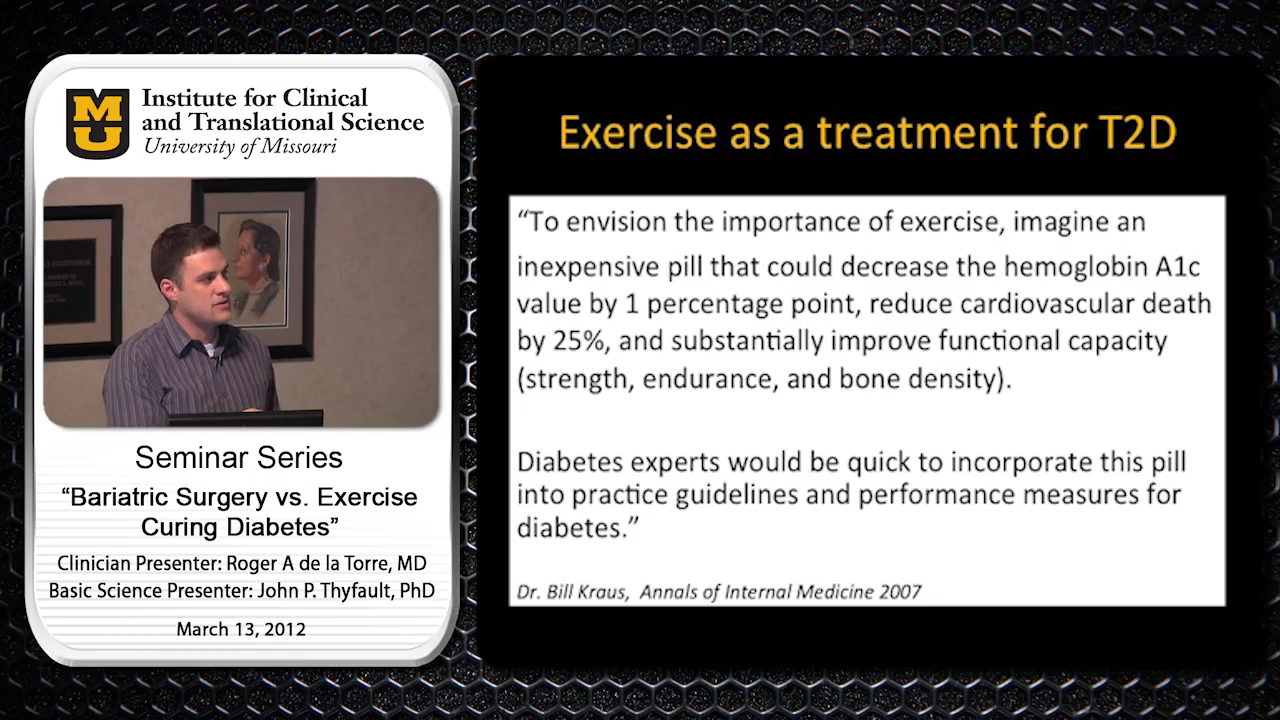 MU
Institute for Clinical
and Translational Science
University of Missouri
Seminar Series
“Bariatric Surgery vs. Exercise
Curing Diabetes”
Clinician Presenter: Roger A de la Torre, MD
Basic Science Presenter: John P. Thyfault, PhD
March 13, 2012
Exercise as a treatment for T2D
“To envision the importance of exercise, imagine an
inexpensive pill that could decrease the hemoglobin A1c
value by 1 percentage point, reduce cardiovascular death
by 25%, and substantially improve functional capacity
(strength, endurance, and bone density).
Diabetes experts would be quick to incorporate this pill
into practice guidelines and performance measures for
diabetes.”
Dr. Bill Kraus, Annals of Internal Medicine 2007